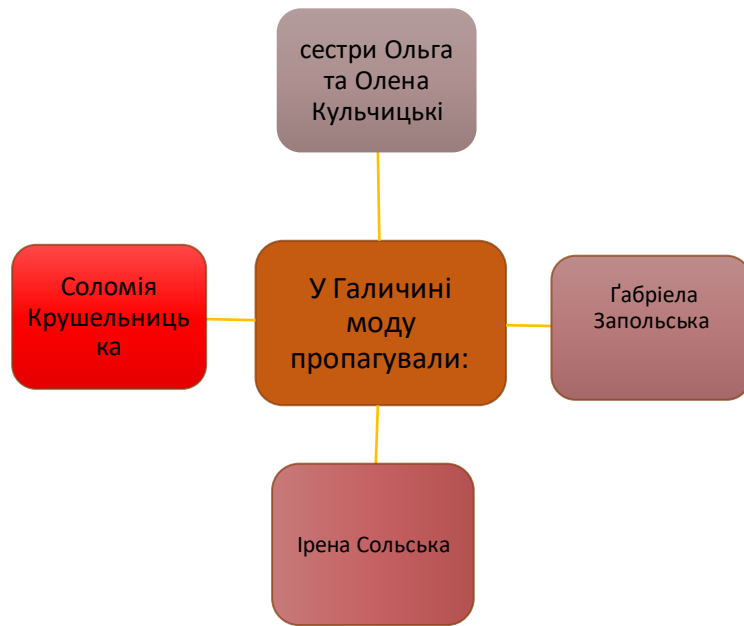 сестри Ольга
та Олена
Кульчицькі
Соломія
Крушельниць
ка
У Галичині
моду
пропагували:
Ґабріела
Запольська
Ірена Сольська